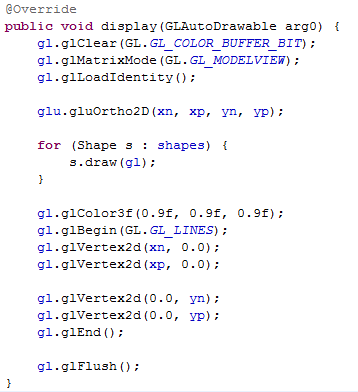 @Override
public void display(GLAutoDrawable arg0) {
    gl.glClear(GL.GL_COLOR_BUFFER_BIT);
    gl.glMatrixMode(GL.GL_MODELVIEW);
    gl.glLoadIdentity();

    glu.gluOrtho2D(xn, xp, yn, yp);

    for (Shape s : shapes) {
        s.draw(gl);
    }

    gl.glColor3f(0.9f, 0.9f, 0.9f);
    gl.glBegin(GL.GL_LINES);
    gl.glVertex2d(xn, 0.0);
    gl.glVertex2d(xp, 0.0);

    gl.glVertex2d(0.0, yn);
    gl.glVertex2d(0.0, yp);
    gl.glEnd();

    gl.glFlush();
}